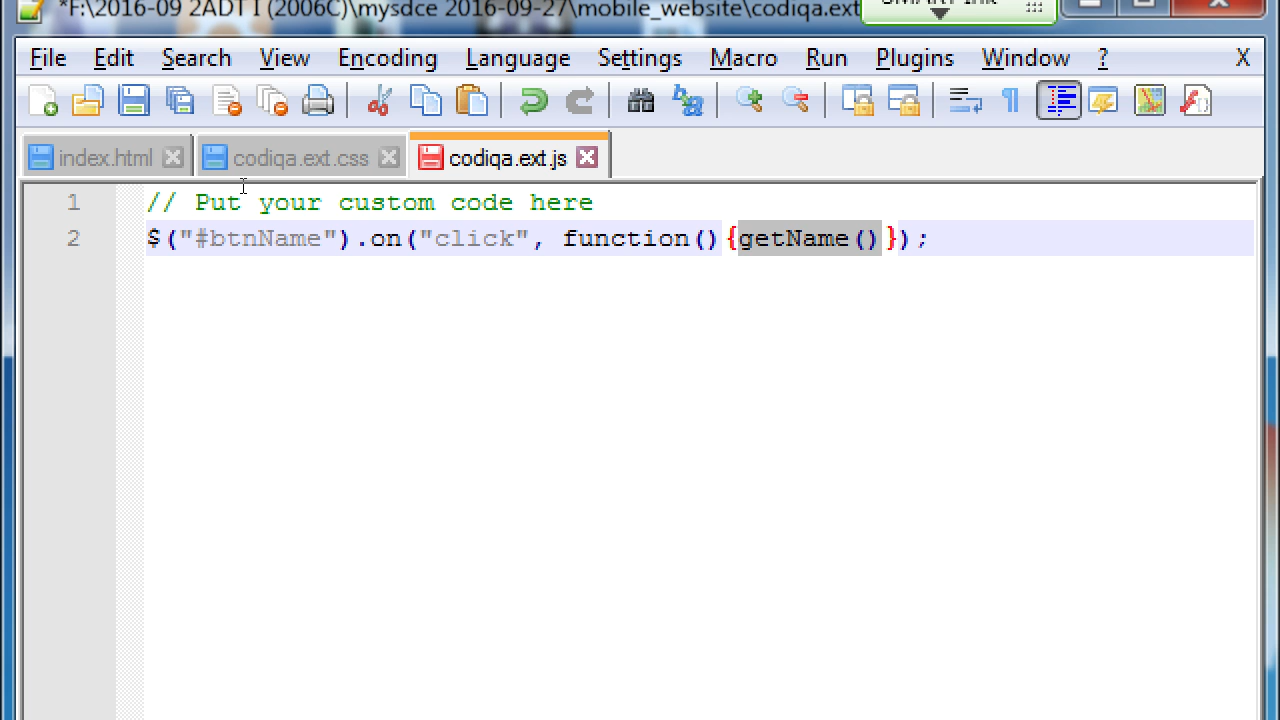 *F:\2016-09 2ADT I (2006C)\mysdce 2016-09-27\mobile_website\codiqa.ext
File Edit Search View Encoding Language Settings Macro Run Plugins Window ? X
index.html codiqa.ext.css codiqa.ext.js
1 // Put your custom code here
2 $("#btnName").on("click", function(){getName()});